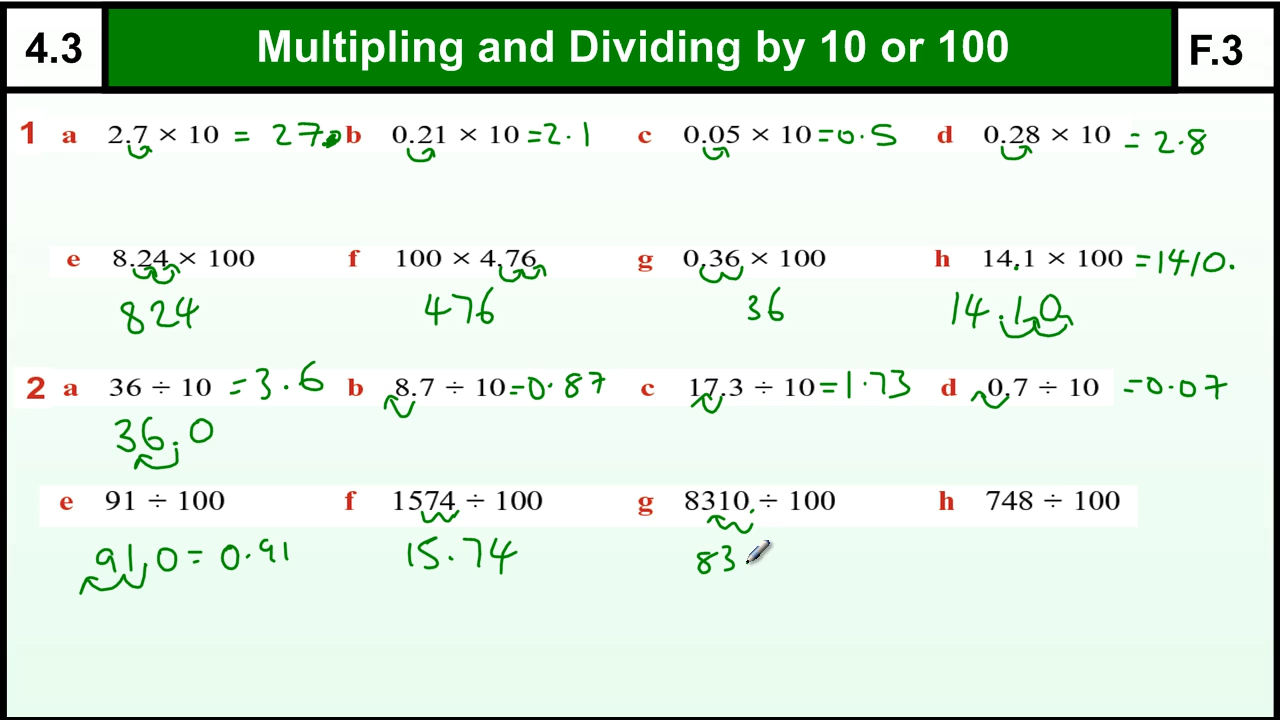 4.3 Multipling and Dividing by 10 or 100 F.3
1 a 2.7 × 10 = 27. b 0.21 × 10 = 2.1 c 0.05 × 10 = 0.5 d 0.28 × 10 = 2.8
e 8.24 × 100 f 100 × 4.76 g 0.36 × 100 h 14.1 × 100 = 1410.
824 476 36 14.10
2 a 36 ÷ 10 = 3.6 b 8.7 ÷ 10 = 0.87 c 17.3 ÷ 10 = 1.73 d 0.7 ÷ 10 = 0.07
36.0
e 91 ÷ 100 f 1574 ÷ 100 g 8310. ÷ 100 h 748 ÷ 100
91.0 = 0.91 15.74 83